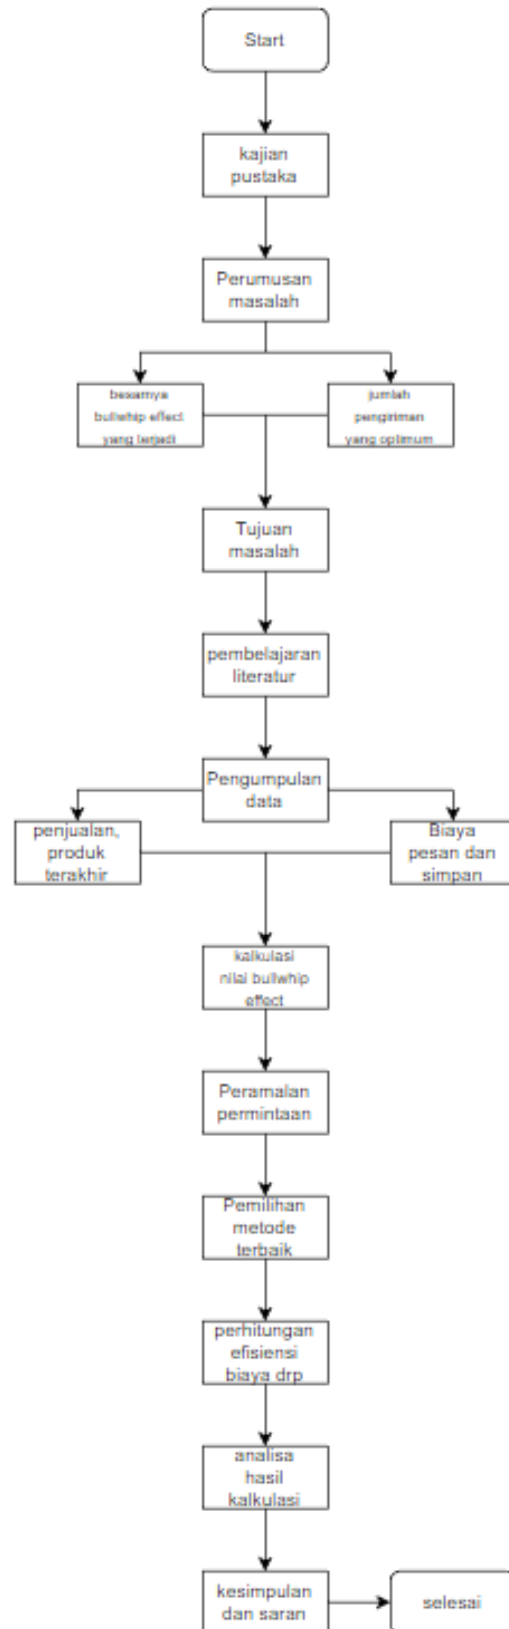 Start
kajian
pustaka
Perumusan
masalah
besarnya
bullwhip effect
yang terjadi
jumlah
pengiriman
yang optimum
Tujuan
masalah
pembelajaran
literatur
Pengumpulan
data
penjualan,
produk
terakhir
Biaya
pesan dan
simpan
kalkulasi
nilai bullwhip
effect
Peramalan
permintaan
Pemilihan
metode
terbaik
perhitungan
efisiensi
biaya drp
analisa
hasil
kalkulasi
kesimpulan
dan saran
selesai